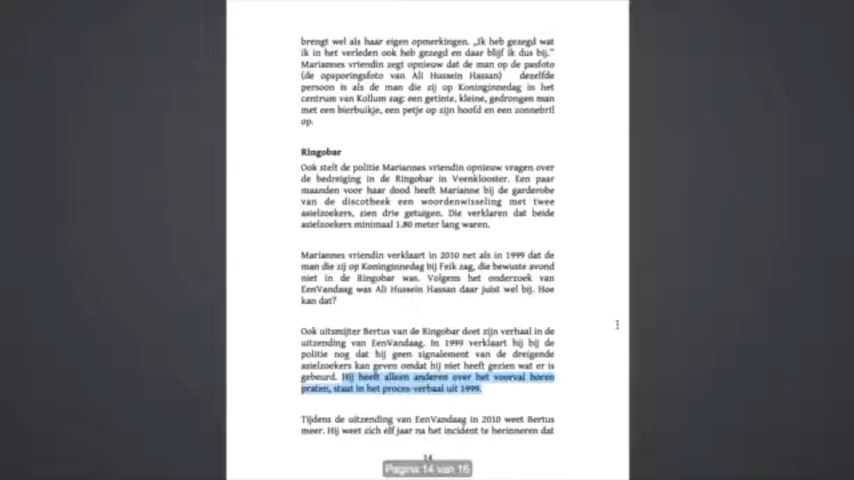 brengt wel als haar eigen opmerkingen. „Ik heb gezegd wat
ik in het verleden ook heb gezegd en daar blijf ik dus bij.”
Mariannes vriendin zegt opnieuw dat de man op de pasfoto
(de opsporingsfoto van Ali Hussein Hassan) dezelfde
persoon is als de man die zij op Koninginnedag in het
centrum van Kollum zag: een getinte, kleine, gedrongen man
met een bierbuikje, een petje op zijn hoofd en een zonnebril
op.
Ringobar
Ook stelt de politie Mariannes vriendin opnieuw vragen over
de bedreiging in de Ringobar in Veenklooster. Een paar
maanden voor haar dood heeft Marianne bij de garderobe
van de discotheek een woordenwisseling met twee
asielzoekers, zien drie getuigen. Die verklaren dat beide
asielzoekers minimaal 1.80 meter lang waren.
Mariannes vriendin verklaart in 2010 net als in 1999 dat de
man die zij op Koninginnedag bij Feik zag, die bewuste avond
niet in de Ringobar was. Volgens het onderzoek van
EenVandaag was Ali Hussein Hassan daar juist wel bij. Hoe
kan dat?
Ook uitsmijter Bertus van de Ringobar doet zijn verhaal in de
uitzending van EenVandaag. In 1999 verklaart hij bij de
politie nog dat hij geen signalement van de dreigende
asielzoekers kan geven omdat hij niet heeft gezien wat er is
gebeurd. Hij heeft alleen anderen over het voorval horen
praten, staat in het proces-verbaal uit 1999.
Tijdens de uitzending van EenVandaag in 2010 weet Bertus
meer. Hij weet zich elf jaar na het incident te herinneren dat
14
Pagina 14 van 16